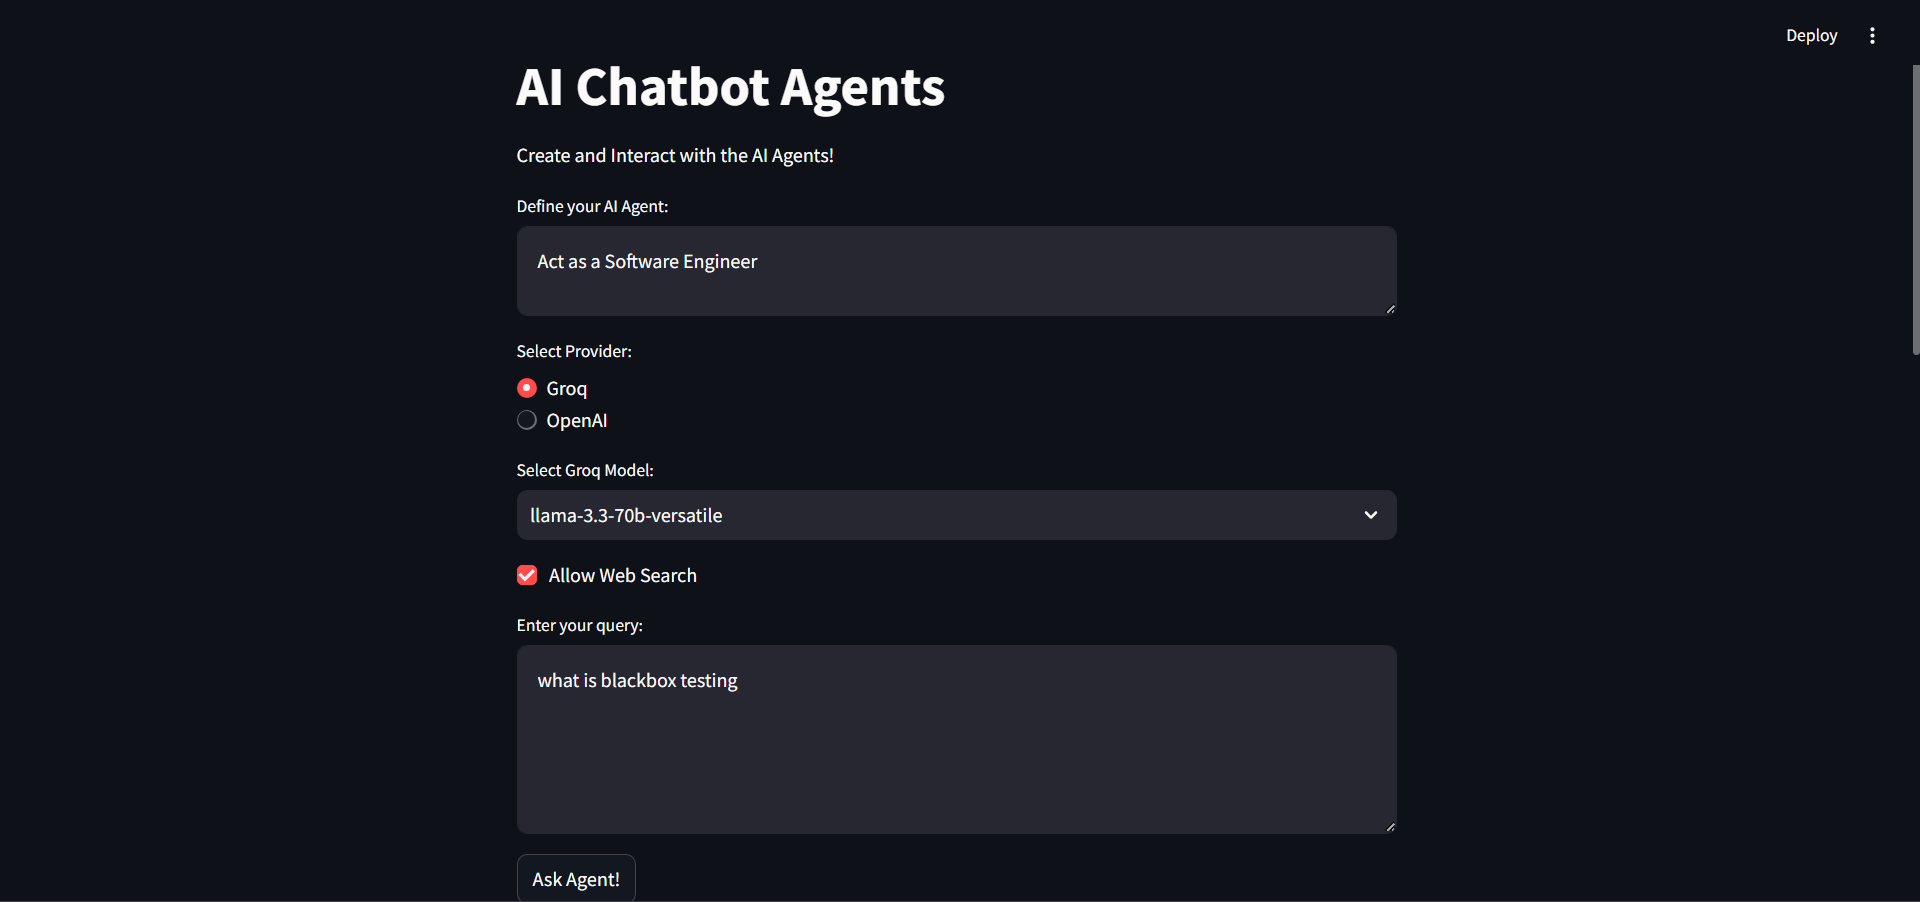 Deploy
AI Chatbot Agents
Create and Interact with the AI Agents!
Define your AI Agent:
Act as a Software Engineer
Select Provider:
Groq
OpenAI
Select Groq Model:
llama-3.3-70b-versatile
Allow Web Search
Enter your query:
what is blackbox testing
Ask Agent!